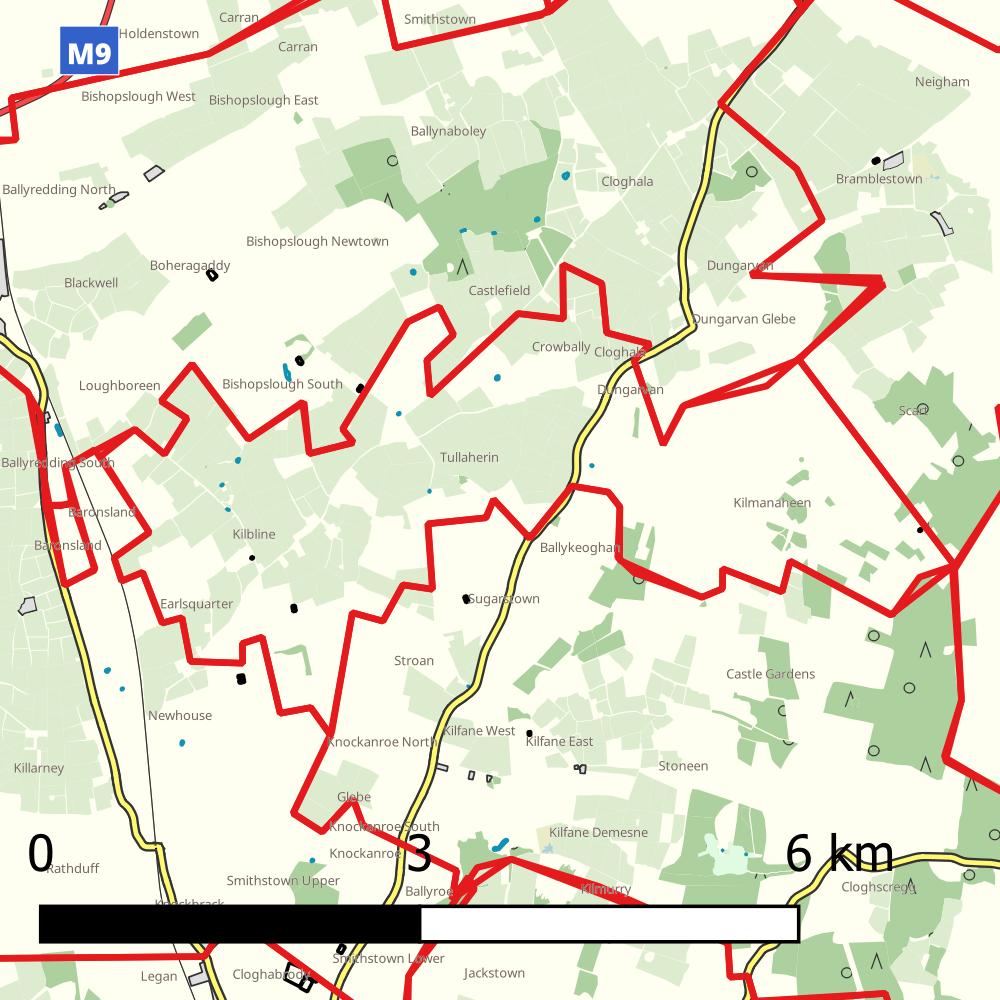 Carran
Smithstown
Holdenstown
Carran
M9
Neigham
Bishopslough West
Bishopslough East
Ballynaboley
Cloghala
Bramblestown
Ballyredding North
Bishopslough Newtown
Boheragaddy
Dungarvan
Blackwell
Castlefield
Dungarvan Glebe
Crowbally
Cloghala
Loughboreen
Bishopslough South
Dungarvan
Scart
Tullaherin
Ballyredding South
Kilmanaheen
Baronsland
Kilbline
Baronsland
Ballykeoghan
Earlsquarter
Sugarstown
Stroan
Castle Gardens
Newhouse
Kilfane West
Knockanroe North
Kilfane East
Killarney
Stoneen
Glebe
Knockanroe South
Kilfane Demesne
0
3
6 km
Knockanroe
Rathduff
Smithstown Upper
Ballyroe
Kilmurry
Cloghscregg
Knockbrack
Smithstown Lower
Legan
Cloghabrody
Jackstown